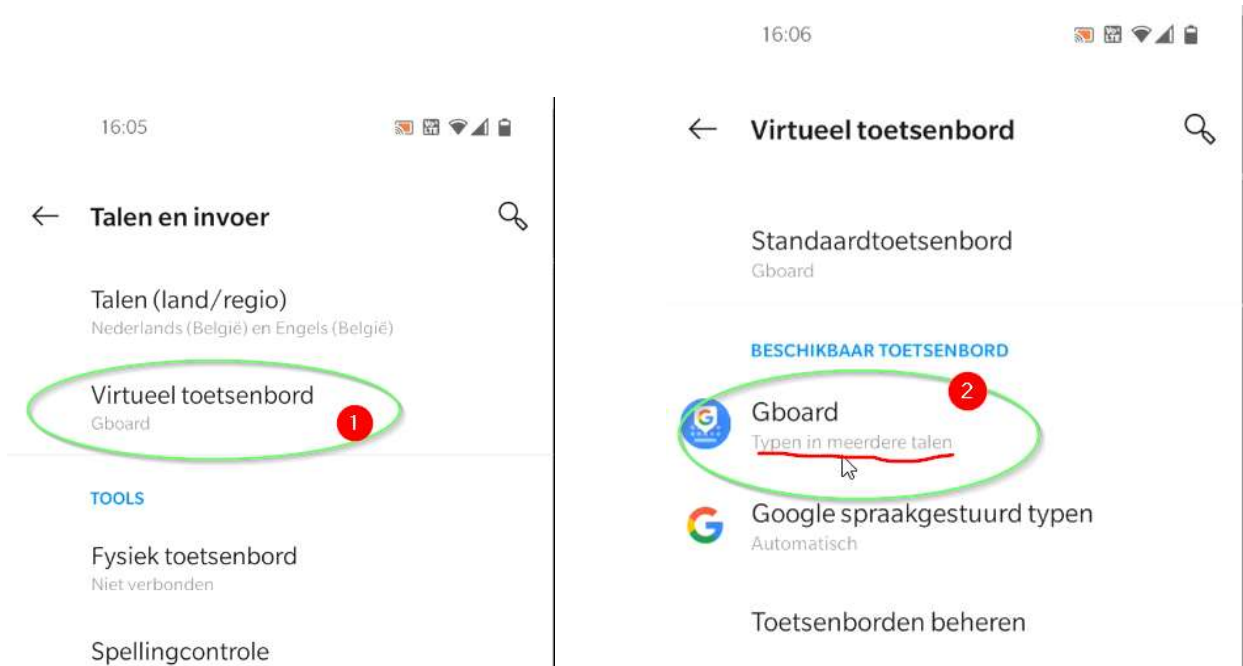 16:05
Talen en invoer
Talen (land/regio)
Nederlands (België) en Engels (België)
Virtueel toetsenbord
Gboard
1
TOOLS
Fysiek toetsenbord
Niet verbonden
Spellingcontrole
16:06
Virtueel toetsenbord
Standaardtoetsenbord
Gboard
BESCHIKBAAR TOETSENBORD
2
Gboard
Typen in meerdere talen
Google spraakgestuurd typen
Automatisch
Toetsenborden beheren